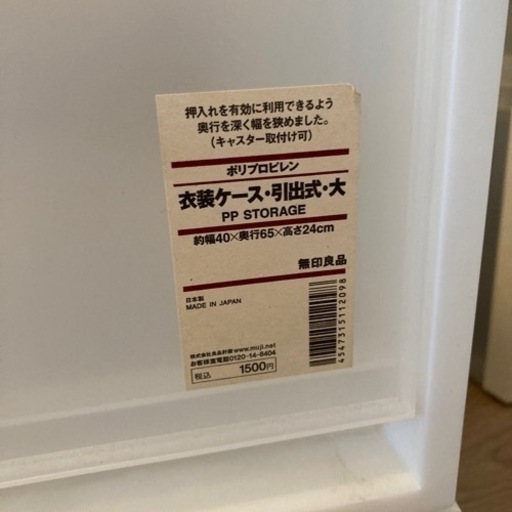 押入れを有効に利用できるよう
奥行を深く幅を狭めました。
(キャスター取付け可)
ポリプロピレン
衣装ケース・引出式・大
PP STORAGE
約幅40×奥行65×高さ24cm
無印良品
日本製
MADE IN JAPAN
4547315112098
株式会社良品計画 www.muji.net
お客様室電話0120-14-6404
税込 1500円